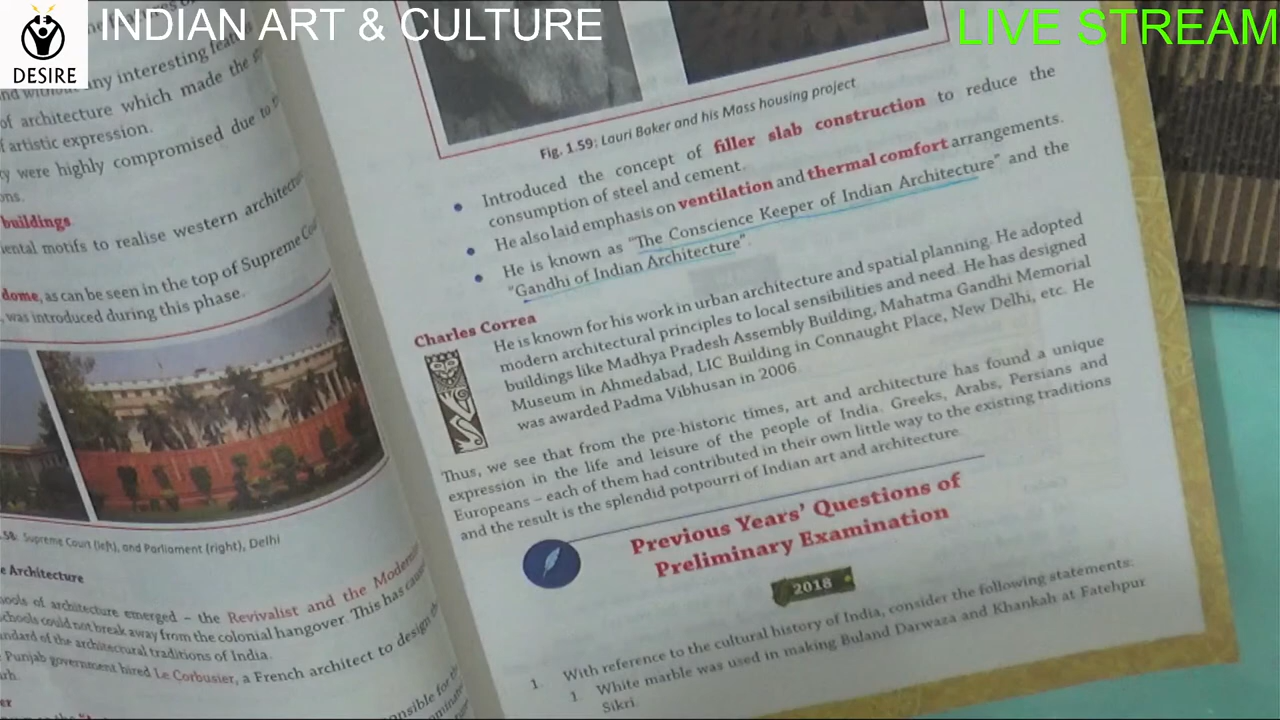 INDIAN ART & CULTURE
LIVE STREAM
DESIRE
any interesting
of architecture which made the
f artistic expression.
were highly compromised due to
ons.
buildings
iental motifs to realise western
dome, as can be seen in the top of Supreme
was introduced during this phase.
Supreme Court (left), and Parliament (right), Delhi
Architecture
ools of architecture emerged – the Revivalist and the
schools could not break away from the colonial hangover. This has
ndard of the architectural traditions of India.
Punjab government hired Le Corbusier, a French architect to design
Fig. 1.59: Lauri Baker and his Mass housing project
• Introduced the concept of filler slab construction to reduce the
consumption of steel and cement.
• He also laid emphasis on ventilation and thermal comfort arrangements.
• He is known as "The Conscience Keeper of Indian Architecture" and the
"Gandhi of Indian Architecture".
Charles Correa
He is known for his work in urban architecture and spatial planning. He adopted
modern architectural principles to local sensibilities and need. He has designed
buildings like Madhya Pradesh Assembly Building, Mahatma Gandhi Memorial
Museum in Ahmedabad, LIC Building in Connaught Place, New Delhi, etc. He
was awarded Padma Vibhusan in 2006.
Thus, we see that from the pre-historic times, art and architecture has found a unique
expression in the life and leisure of the people of India. Greeks, Arabs, Persians and
Europeans – each of them had contributed in their own little way to the existing traditions
and the result is the splendid potpourri of Indian art and architecture.
Previous Years' Questions of
Preliminary Examination
2018
1. With reference to the cultural history of India, consider the following statements:
1. White marble was used in making Buland Darwaza and Khankah at Fatehpur
Sikri.